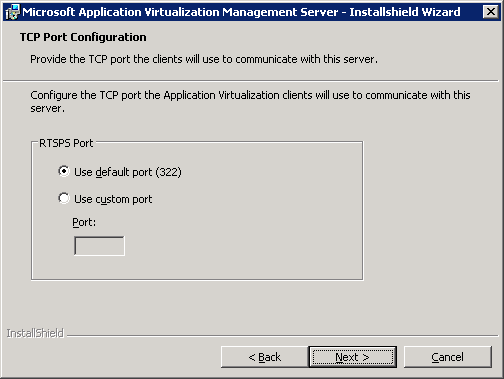 Microsoft Application Virtualization Management Server - Installshield Wizard
TCP Port Configuration
Provide the TCP port the clients will use to communicate with this server.
Configure the TCP port the Application Virtualization clients will use to communicate with this
server.
RTSPS Port
Use default port (322)
Use custom port
Port:
InstallShield
< Back
Next >
Cancel